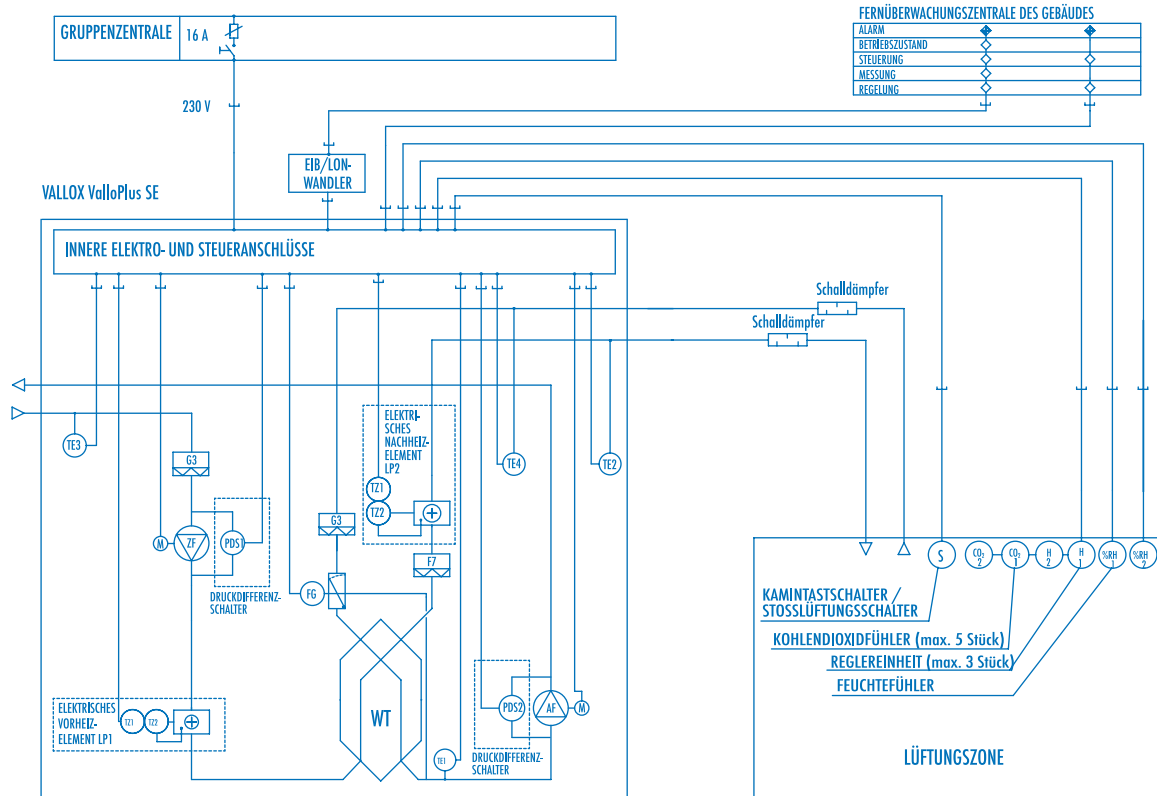 FERNÜBERWACHUNGSZENTRALE DES GEBÄUDES
ALARM
BETRIEBSZUSTAND
STEUERUNG
MESSUNG
REGELUNG
GRUPPENZENTRALE
16 A
230 V
EIB/LON-
WANDLER
VALLOX ValloPlus SE
INNERE ELEKTRO- UND STEUERANSCHLÜSSE
Schalldämpfer
Schalldämpfer
TE3
G3
M
ZF
PDS1
DRUCKDIFFERENZ-
SCHALTER
ELEKTRI-
SCHES
NACHHEIZ-
ELEMENT
LP2
TZ1
TZ2
G3
F7
FG
TE4
TE2
ELEKTRISCHES
VORHEIZ-
ELEMENT LP1
TZ1
TZ2
WT
TE1
PDS2
AF
M
DRUCKDIFFERENZ-
SCHALTER
S
CO₂
2
CO₂
1
H
2
H
1
%RH
1
%RH
2
KAMINTASTSCHALTER /
STOSSLÜFTUNGSSCHALTER
KOHLENDIOXIDFÜHLER (max. 5 Stück)
REGLEREINHEIT (max. 3 Stück)
FEUCHTEFÜHLER
LÜFTUNGSZONE